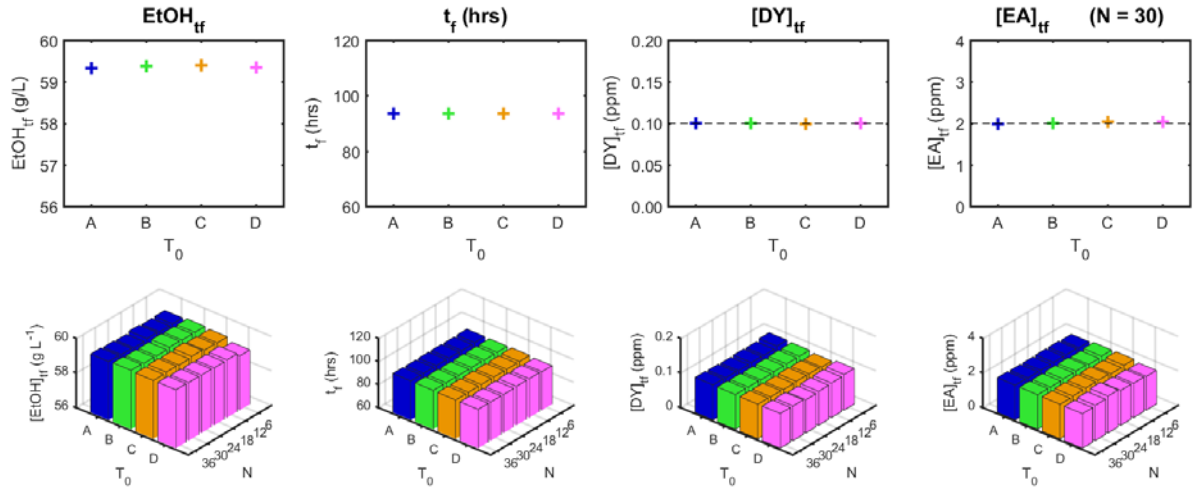 EtOH_tf
60
59
58
57
56
EtOH_tf (g/L)
A B C D
T_0
t_f (hrs)
120
100
80
60
t_f (hrs)
A B C D
T_0
[DY]_tf
0.20
0.15
0.10
0.05
0.00
[DY]_tf (ppm)
A B C D
T_0
[EA]_tf (N = 30)
4
3
2
1
0
[EA]_tf (ppm)
A B C D
T_0
60
58
56
[EtOH]_tf (g L^-1)
A B C D
T_0
36 30 24 18 12 6
N
120
100
80
60
t_f (hrs)
A B C D
T_0
36 30 24 18 12 6
N
0.2
0.1
0
[DY]_tf (ppm)
A B C D
T_0
36 30 24 18 12 6
N
4
2
0
[EA]_tf (ppm)
A B C D
T_0
36 30 24 18 12 6
N